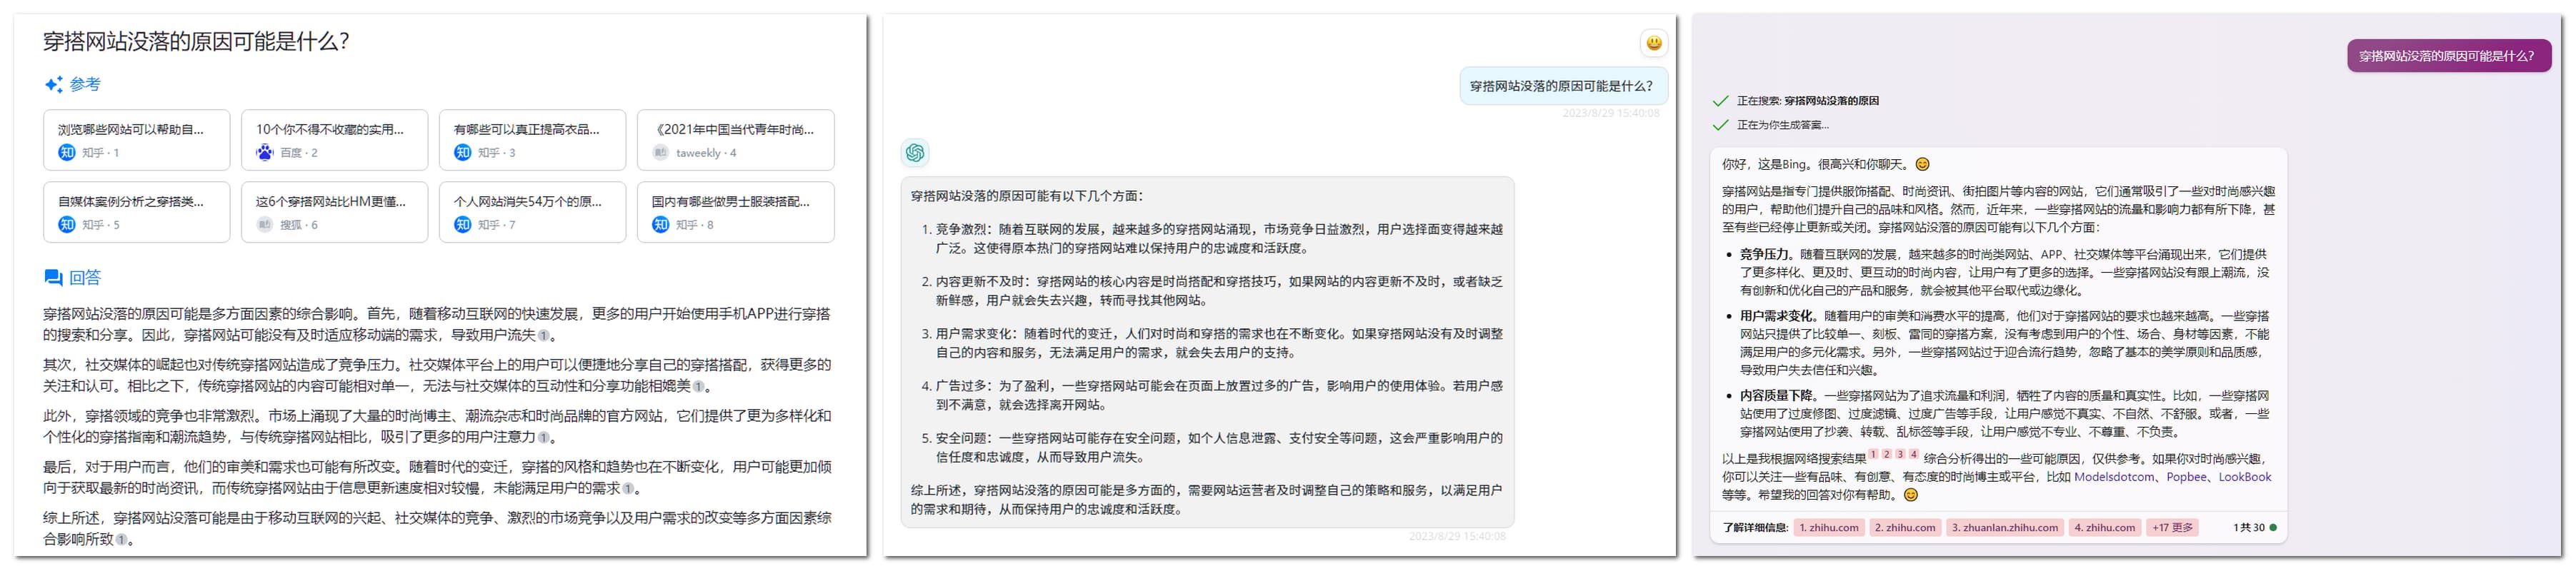 穿搭网站没落的原因可能是什么?
参考
浏览哪些网站可以帮助自...
知乎 · 1
10个你不得不收藏的实用...
百度 · 2
有哪些可以真正提高衣品...
知乎 · 3
《2021年中国当代青年时尚...
taweekly · 4
自媒体案例分析之穿搭类...
知乎 · 5
这6个穿搭网站比HM更懂...
搜狐 · 6
个人网站消失54万个的原...
知乎 · 7
国内有哪些做男士服装搭配...
知乎 · 8
回答
穿搭网站没落的原因可能是多方面因素的综合影响。首先，随着移动互联网的快速发展，更多的用户开始使用手机APP进行穿搭
的搜索和分享。因此，穿搭网站可能没有及时适应移动端的需求，导致用户流失 1 。
其次，社交媒体的崛起也对传统穿搭网站造成了竞争压力。社交媒体平台上的用户可以便捷地分享自己的穿搭搭配，获得更多的
关注和认可。相比之下，传统穿搭网站的内容可能相对单一，无法与社交媒体的互动性和分享功能相媲美 1 。
此外，穿搭领域的竞争也非常激烈。市场上涌现了大量的时尚博主、潮流杂志和时尚品牌的官方网站，它们提供了更为多样化和
个性化的穿搭指南和潮流趋势，与传统穿搭网站相比，吸引了更多的用户注意力 1 。
最后，对于用户而言，他们的审美和需求也可能有所改变。随着时代的变迁，穿搭的风格和趋势也在不断变化，用户可能更加倾
向于获取最新的时尚资讯，而传统穿搭网站由于信息更新速度相对较慢，未能满足用户的需求 1 。
综上所述，穿搭网站没落可能是由于移动互联网的兴起、社交媒体的竞争、激烈的市场竞争以及用户需求的改变等多方面因素综
合影响所致 1 。
穿搭网站没落的原因可能是什么?
2023/8/29 15:40:08
穿搭网站没落的原因可能有以下几个方面：
1. 竞争激烈：随着互联网的发展，越来越多的穿搭网站涌现，市场竞争日益激烈，用户选择面变得越来越
广泛。这使得原本热门的穿搭网站难以保持用户的忠诚度和活跃度。
2. 内容更新不及时：穿搭网站的核心内容是时尚搭配和穿搭技巧，如果网站的内容更新不及时，或者缺乏
新鲜感，用户就会失去兴趣，转而寻找其他网站。
3. 用户需求变化：随着时代的变迁，人们对时尚和穿搭的需求也在不断变化。如果穿搭网站没有及时调整
自己的内容和服务，无法满足用户的需求，就会失去用户的支持。
4. 广告过多：为了盈利，一些穿搭网站可能会在页面上放置过多的广告，影响用户的使用体验。若用户感
到不满意，就会选择离开网站。
5. 安全问题：一些穿搭网站可能存在安全问题，如个人信息泄露、支付安全等问题，这会严重影响用户的
信任度和忠诚度，从而导致用户流失。
综上所述，穿搭网站没落的原因可能是多方面的，需要网站运营者及时调整自己的策略和服务，以满足用户
的需求和期待，从而保持用户的忠诚度和活跃度。
2023/8/29 15:40:08
穿搭网站没落的原因可能是什么?
正在搜索: 穿搭网站没落的原因
正在为你生成答案...
你好，这是Bing。很高兴和你聊天。😊
穿搭网站是指专门提供服饰搭配、时尚资讯、街拍图片等内容的网站，它们通常吸引了一些对时尚感兴趣
的用户，帮助他们提升自己的品味和风格。然而，近年来，一些穿搭网站的流量和影响力都有所下降，甚
至有些已经停止更新或关闭。穿搭网站没落的原因可能有以下几个方面：
• 竞争压力。随着互联网的发展，越来越多的时尚类网站、APP、社交媒体等平台涌现出来，它们提供
了更多样化、更及时、更互动的时尚内容，让用户有了更多的选择。一些穿搭网站没有跟上潮流，没
有创新和优化自己的产品和服务，就会被其他平台取代或边缘化。
• 用户需求变化。随着用户的审美和消费水平的提高，他们对于穿搭网站的要求也越来越高。一些穿搭
网站只提供了比较单一、刻板、雷同的穿搭方案，没有考虑到用户的个性、场合、身材等因素，不能
满足用户的多元化需求。另外，一些穿搭网站过于迎合流行趋势，忽略了基本的美学原则和品质感，
导致用户失去信任和兴趣。
• 内容质量下降。一些穿搭网站为了追求流量和利润，牺牲了内容的质量和真实性。比如，一些穿搭网
站使用了过度修图、过度滤镜、过度广告等手段，让用户感觉不真实、不自然、不舒服。或者，一些
穿搭网站使用了抄袭、转载、乱标签等手段，让用户感觉不专业、不尊重、不负责。
以上是我根据网络搜索结果 1 2 3 4 综合分析得出的一些可能原因，仅供参考。如果你对时尚感兴趣，
你可以关注一些有品味、有创意、有态度的时尚博主或平台，比如 Modelsdotcom、Popbee、LookBook
等等。希望我的回答对你有帮助。😊
了解详细信息: 1. zhihu.com 2. zhihu.com 3. zhuanlan.zhihu.com 4. zhihu.com +17 更多 1 共 30